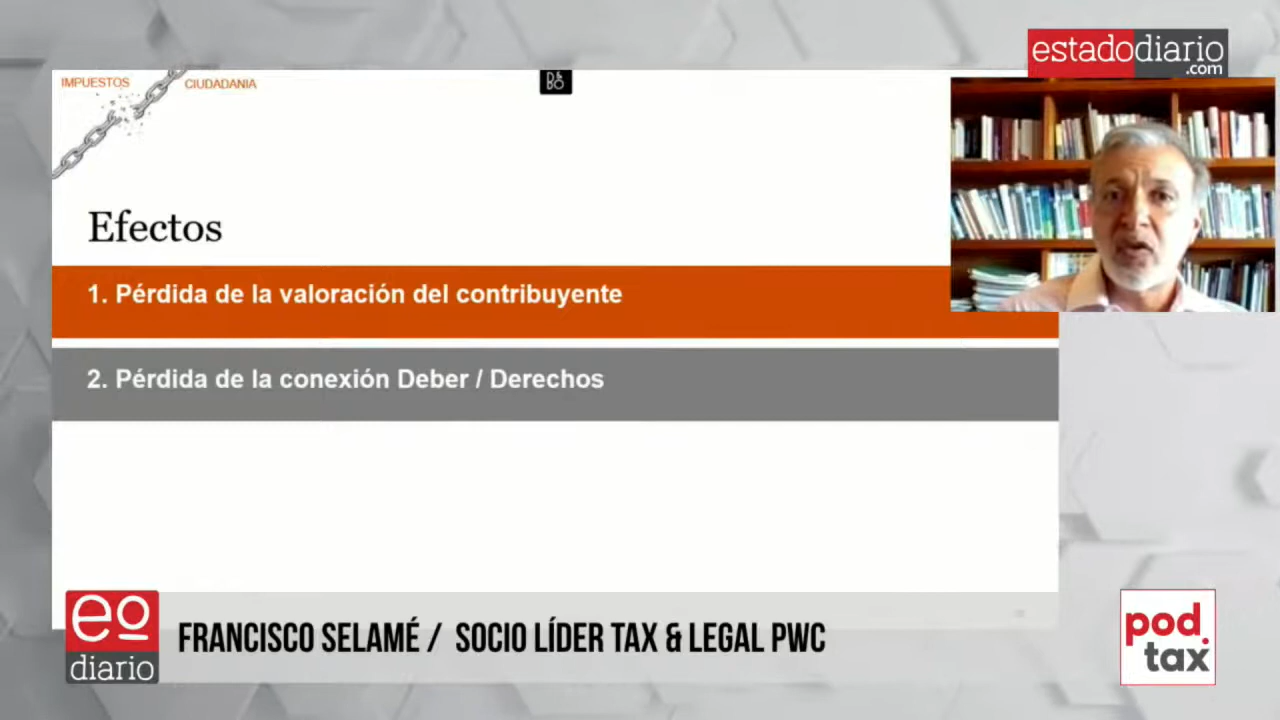 estadodiario
.com
IMPUESTOS
CIUDADANIA
D&
BO
Efectos
1. Pérdida de la valoración del contribuyente
2. Pérdida de la conexión Deber / Derechos
eo
diario
FRANCISCO SELAMÉ / SOCIO LÍDER TAX & LEGAL PWC
pod.
tax